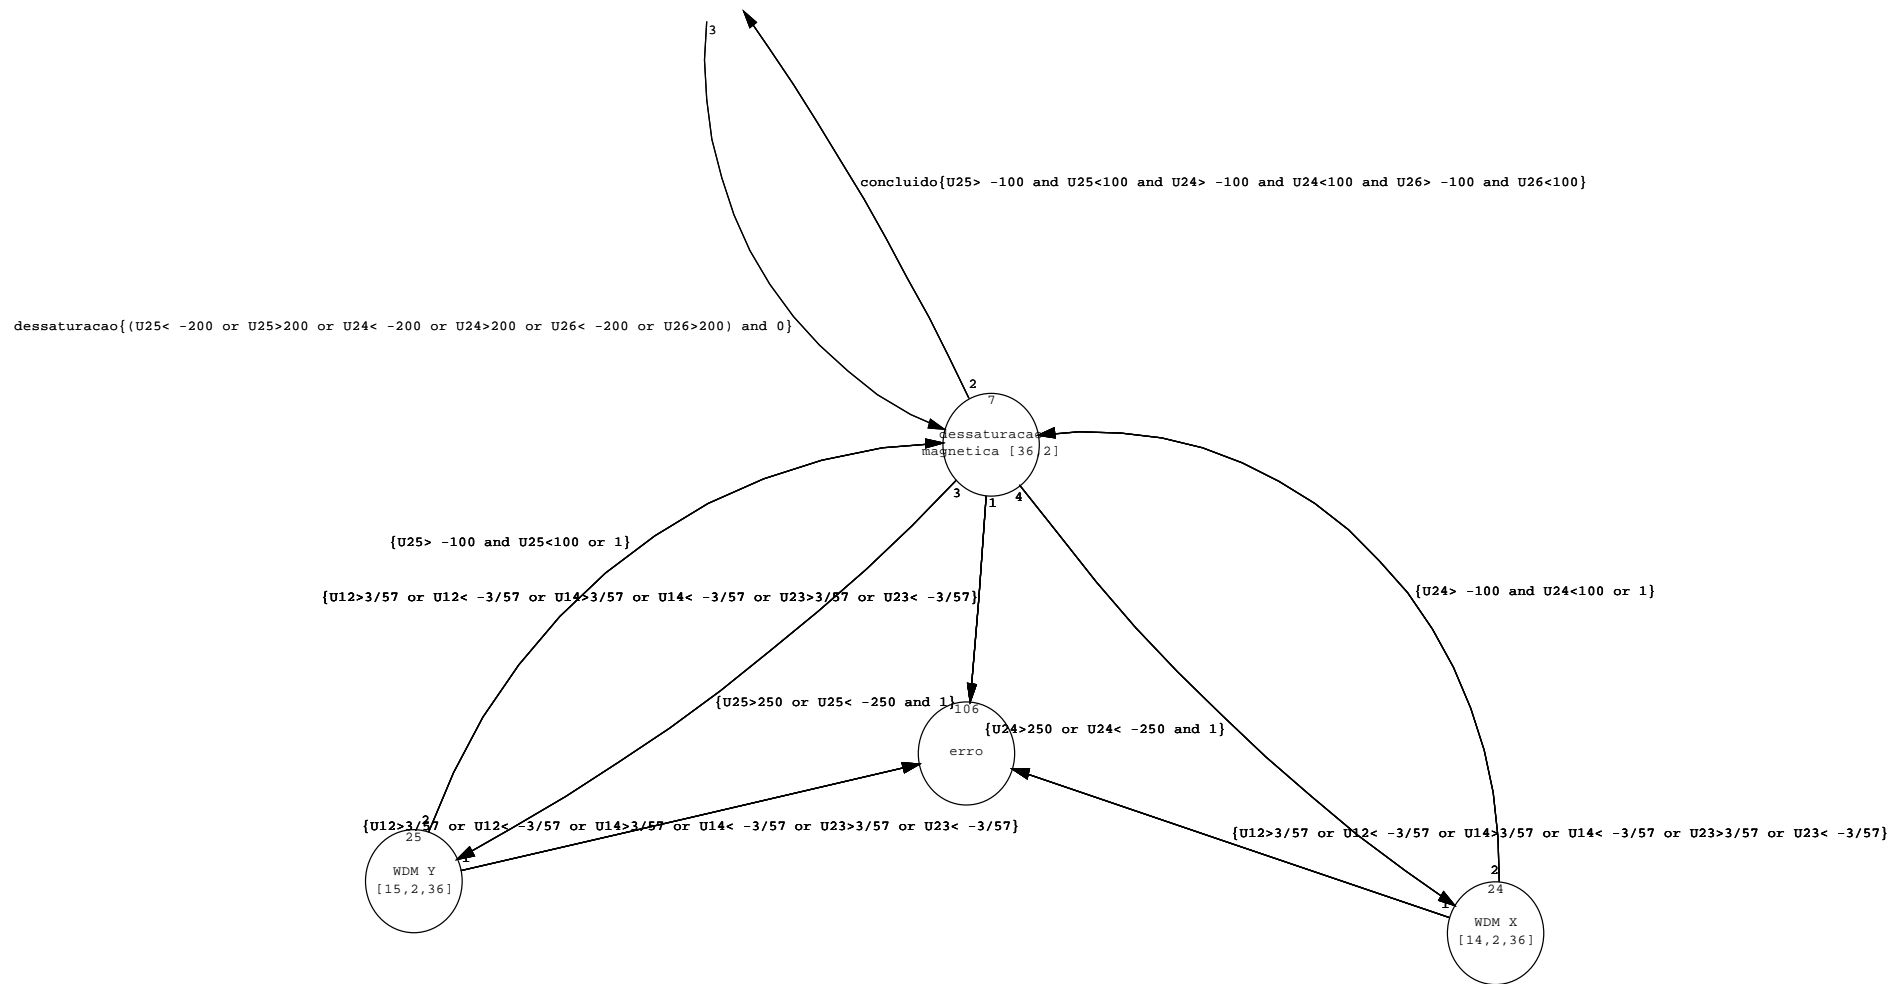 3
concluido{U25> -100 and U25<100 and U24> -100 and U24<100 and U26> -100 and U26<100}
dessaturacao{(U25< -200 or U25>200 or U24< -200 or U24>200 or U26< -200 or U26>200) and 0}
2
7
dessaturacao
magnetica [36,2]
3
1
4
{U25> -100 and U25<100 or 1}
{U12>3/57 or U12< -3/57 or U14>3/57 or U14< -3/57 or U23>3/57 or U23< -3/57}
{U24> -100 and U24<100 or 1}
{U25>250 or U25< -250 and 1}
106
{U24>250 or U24< -250 and 1}
erro
2
{U12>3/57 or U12< -3/57 or U14>3/57 or U14< -3/57 or U23>3/57 or U23< -3/57}
{U12>3/57 or U12< -3/57 or U14>3/57 or U14< -3/57 or U23>3/57 or U23< -3/57}
25
1
WDM Y
[15,2,36]
2
24
1
WDM X
[14,2,36]